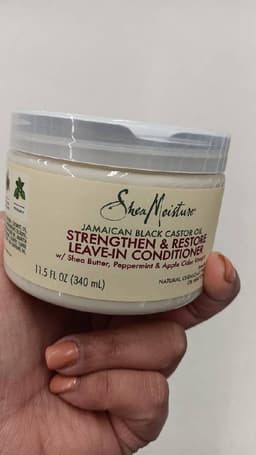 SheaMoisture
JAMAICAN BLACK CASTOR OIL
STRENGTHEN & RESTORE
LEAVE-IN CONDITIONER
w/ Shea Butter, Peppermint & Apple Cider
11.5 FL OZ (340 mL)
NATURAL